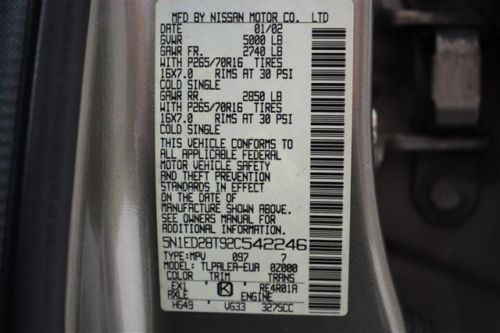 MFD BY NISSAN MOTOR CO. LTD
DATE 01/02
GVWR 5000 LB
GAWR FR. 2740 LB
WITH P265/70R16 TIRES
16X7.0 RIMS AT 30 PSI
COLD SINGLE
GAWR RR. 2850 LB
WITH P265/70R16 TIRES
16X7.0 RIMS AT 30 PSI
COLD SINGLE
THIS VEHICLE CONFORMS TO
ALL APPLICABLE FEDERAL
MOTOR VEHICLE SAFETY
AND THEFT PREVENTION
STANDARDS IN EFFECT
ON THE DATE OF
MANUFACTURE SHOWN ABOVE.
SEE OWNERS MANUAL FOR
ADDITIONAL INFORMATION
5N1ED28T92C542246
TYPE:MPV 097 7
TLPALEA-EUA 0Z000
COLOR TRIM TRANS
EX1 K RE4R01A
AXLE ENGINE
HG49 VG33 3275CC